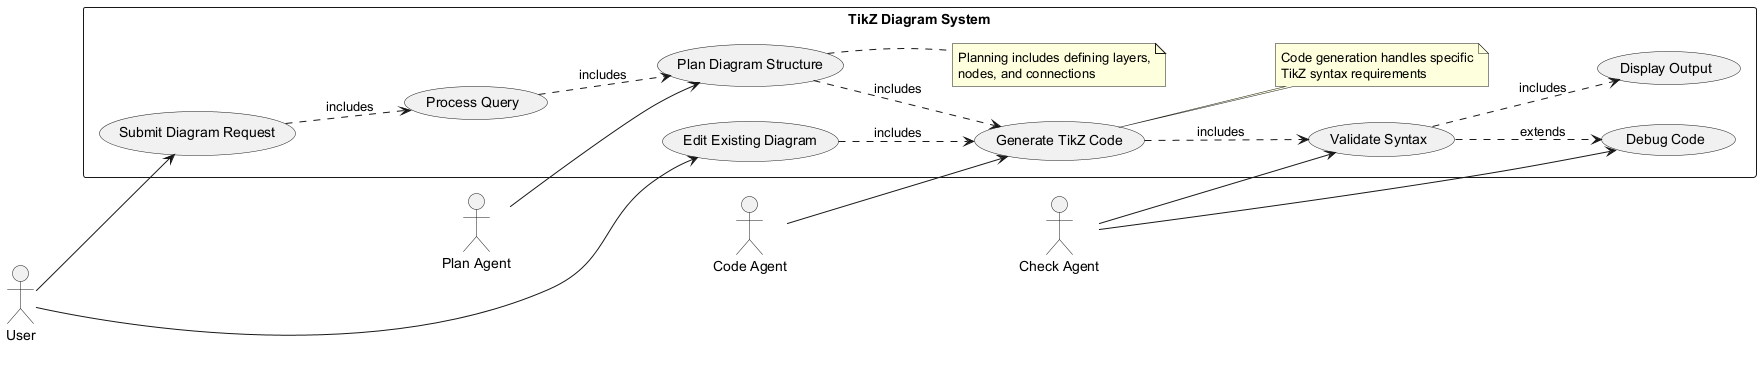 TikZ Diagram System
Submit Diagram Request
includes
Process Query
includes
Plan Diagram Structure
Planning includes defining layers,
nodes, and connections
includes
Edit Existing Diagram
includes
Generate TikZ Code
Code generation handles specific
TikZ syntax requirements
includes
Validate Syntax
includes
Display Output
extends
Debug Code
User
Plan Agent
Code Agent
Check Agent